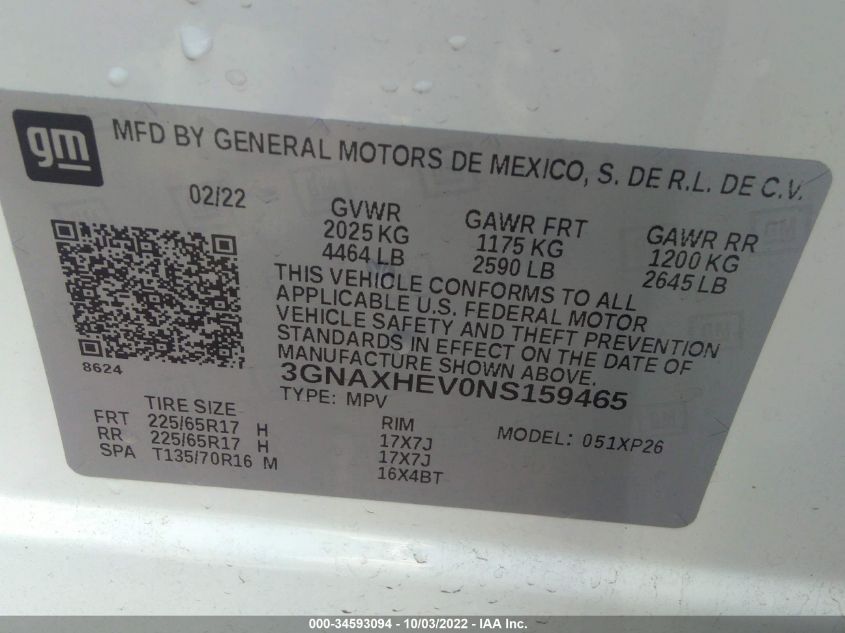 gm MFD BY GENERAL MOTORS DE MEXICO, S. DE R.L. DE C.V.
02/22
GVWR GAWR FRT GAWR RR
2025 KG 1175 KG 1200 KG
4464 LB 2590 LB 2645 LB
THIS VEHICLE CONFORMS TO ALL
APPLICABLE U.S. FEDERAL MOTOR
VEHICLE SAFETY AND THEFT PREVENTION
STANDARDS IN EFFECT ON THE DATE OF
MANUFACTURE SHOWN ABOVE.
8624
3GNAXHEV0NS159465
TYPE: MPV
MODEL: 051XP26
TIRE SIZE RIM
FRT 225/65R17 H 17X7J
RR 225/65R17 H 17X7J
SPA T135/70R16 M 16X4BT
000-34593094 - 10/03/2022 - IAA Inc.